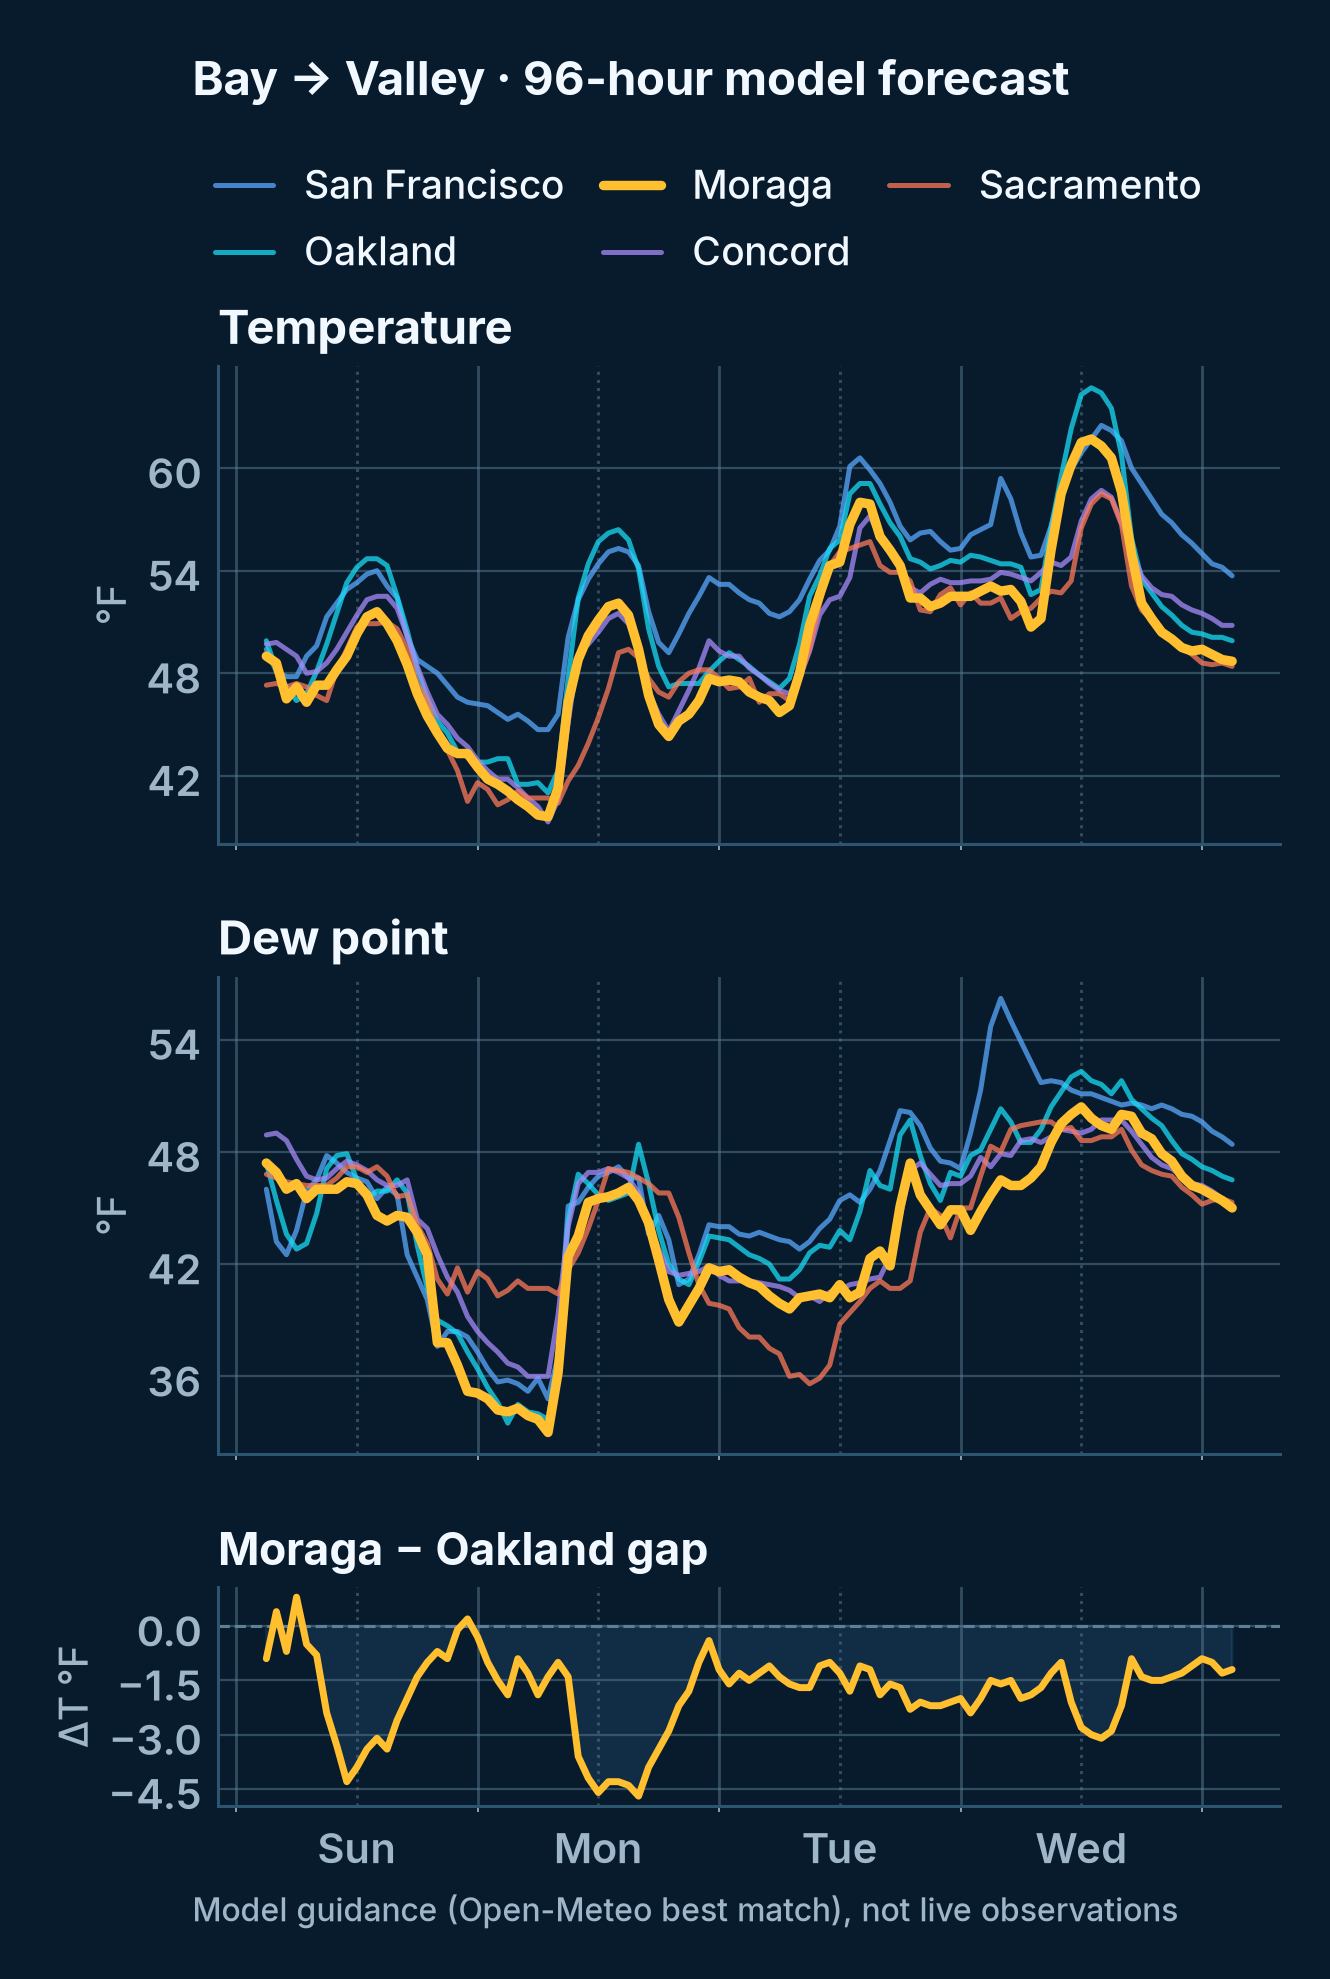 Bay → Valley · 96-hour model forecast
San Francisco Moraga Sacramento
Oakland Concord
Temperature
60
54
48
42
°F
Dew point
54
48
42
36
°F
Moraga − Oakland gap
0.0
−1.5
−3.0
−4.5
ΔT °F
Sun Mon Tue Wed
Model guidance (Open-Meteo best match), not live observations